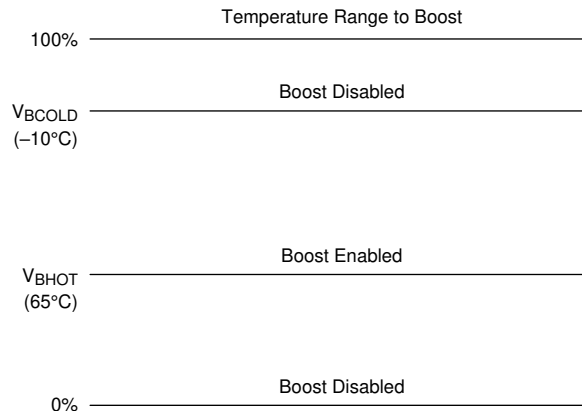 Temperature Range to Boost
100%
Boost Disabled
VBCOLD
(–10°C)
Boost Enabled
VBHOT
(65°C)
Boost Disabled
0%